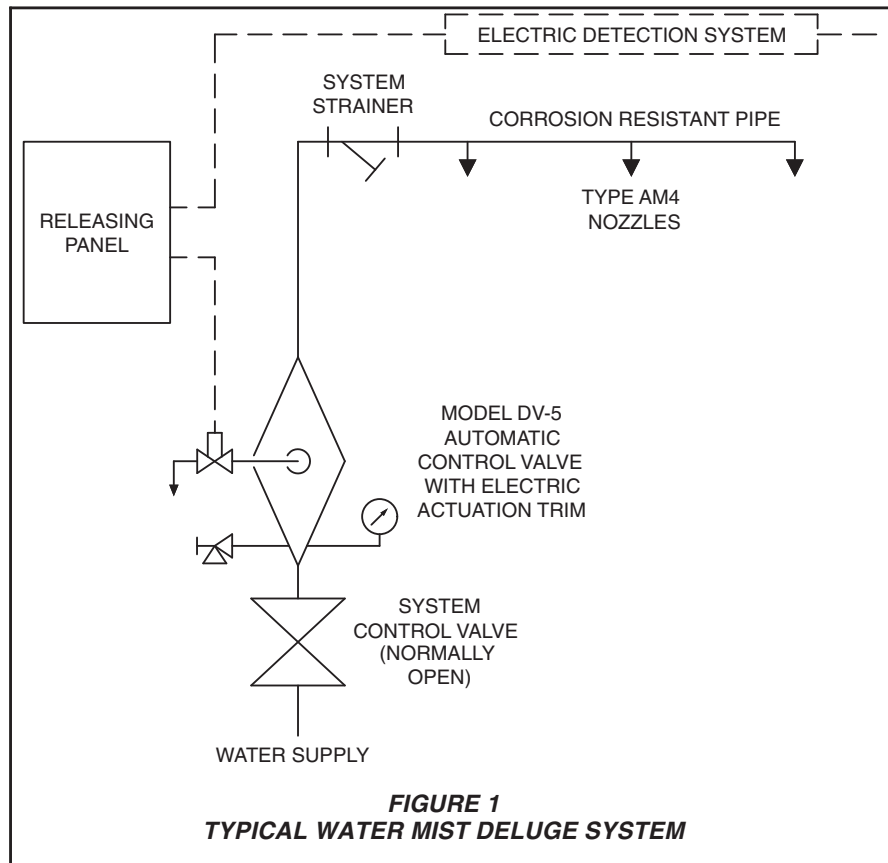 ELECTRIC DETECTION SYSTEM
SYSTEM
STRAINER
CORROSION RESISTANT PIPE
TYPE AM4
NOZZLES
RELEASING
PANEL
MODEL DV-5
AUTOMATIC
CONTROL VALVE
WITH ELECTRIC
ACTUATION TRIM
SYSTEM
CONTROL VALVE
(NORMALLY
OPEN)
WATER SUPPLY
FIGURE 1
TYPICAL WATER MIST DELUGE SYSTEM